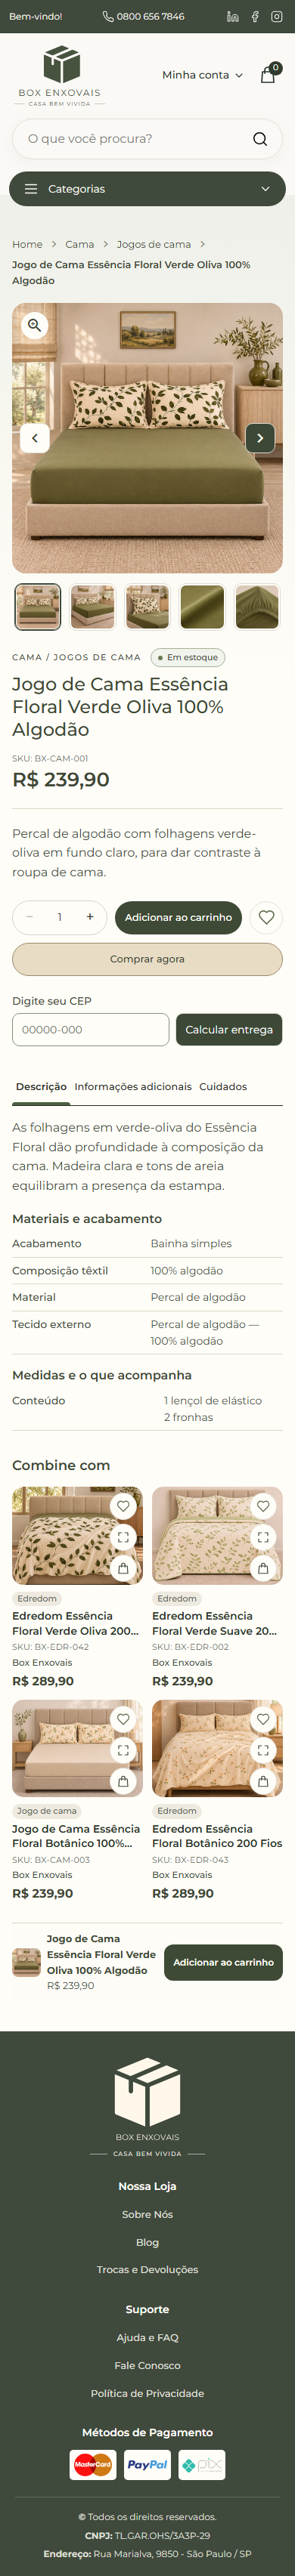 Bem-vindo!
0800 656 7846
BOX ENXOVAIS
CASA BEM VIVIDA
Minha conta
0
O que você procura?
Categorias
Home > Cama > Jogos de cama >
Jogo de Cama Essência Floral Verde Oliva 100%
Algodão
CAMA / JOGOS DE CAMA
Em estoque
Jogo de Cama Essência
Floral Verde Oliva 100%
Algodão
SKU: BX-CAM-001
R$ 239,90
Percal de algodão com folhagens verde-
oliva em fundo claro, para dar contraste à
roupa de cama.
− 1 +
Adicionar ao carrinho
Comprar agora
Digite seu CEP
00000-000
Calcular entrega
Descrição
Informações adicionais
Cuidados
As folhagens em verde-oliva do Essência
Floral dão profundidade à composição da
cama. Madeira clara e tons de areia
equilibram a presença da estampa.
Materiais e acabamento
Acabamento
Bainha simples
Composição têxtil
100% algodão
Material
Percal de algodão
Tecido externo
Percal de algodão —
100% algodão
Medidas e o que acompanha
Conteúdo
1 lençol de elástico
2 fronhas
Combine com
Edredom
Edredom Essência
Floral Verde Oliva 200...
SKU: BX-EDR-042
Box Enxovais
R$ 289,90
Edredom
Edredom Essência
Floral Verde Suave 20...
SKU: BX-EDR-002
Box Enxovais
R$ 239,90
Jogo de cama
Jogo de Cama Essência
Floral Botânico 100%...
SKU: BX-CAM-003
Box Enxovais
R$ 239,90
Edredom
Edredom Essência
Floral Botânico 200 Fios
SKU: BX-EDR-043
Box Enxovais
R$ 289,90
Jogo de Cama
Essência Floral Verde
Oliva 100% Algodão
R$ 239,90
Adicionar ao carrinho
BOX ENXOVAIS
CASA BEM VIVIDA
Nossa Loja
Sobre Nós
Blog
Trocas e Devoluções
Suporte
Ajuda e FAQ
Fale Conosco
Política de Privacidade
Métodos de Pagamento
MasterCard
PayPal
pix
© Todos os direitos reservados.
CNPJ: TL.GAR.OHS/3A3P-29
Endereço: Rua Marialva, 9850 - São Paulo / SP